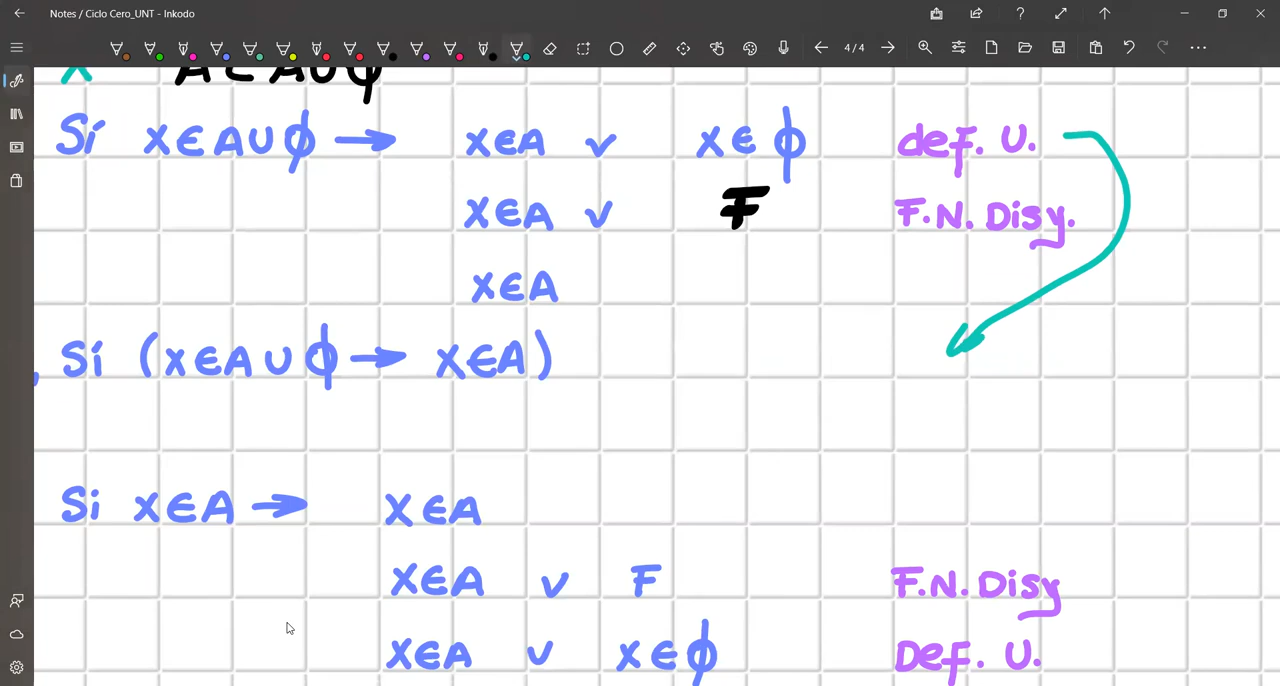 Notes / Ciclo Cero_UNT - Inkodo
4 / 4
A ⊂ A ∪ ϕ
Sí x ∈ A ∪ ϕ → x ∈ A v x ∈ ϕ def. U.
x ∈ A v F F.N. Disy.
x ∈ A
, Sí (x ∈ A ∪ ϕ → x ∈ A)
Si x ∈ A → x ∈ A
x ∈ A v F F.N. Disy
x ∈ A v x ∈ ϕ Def. U.